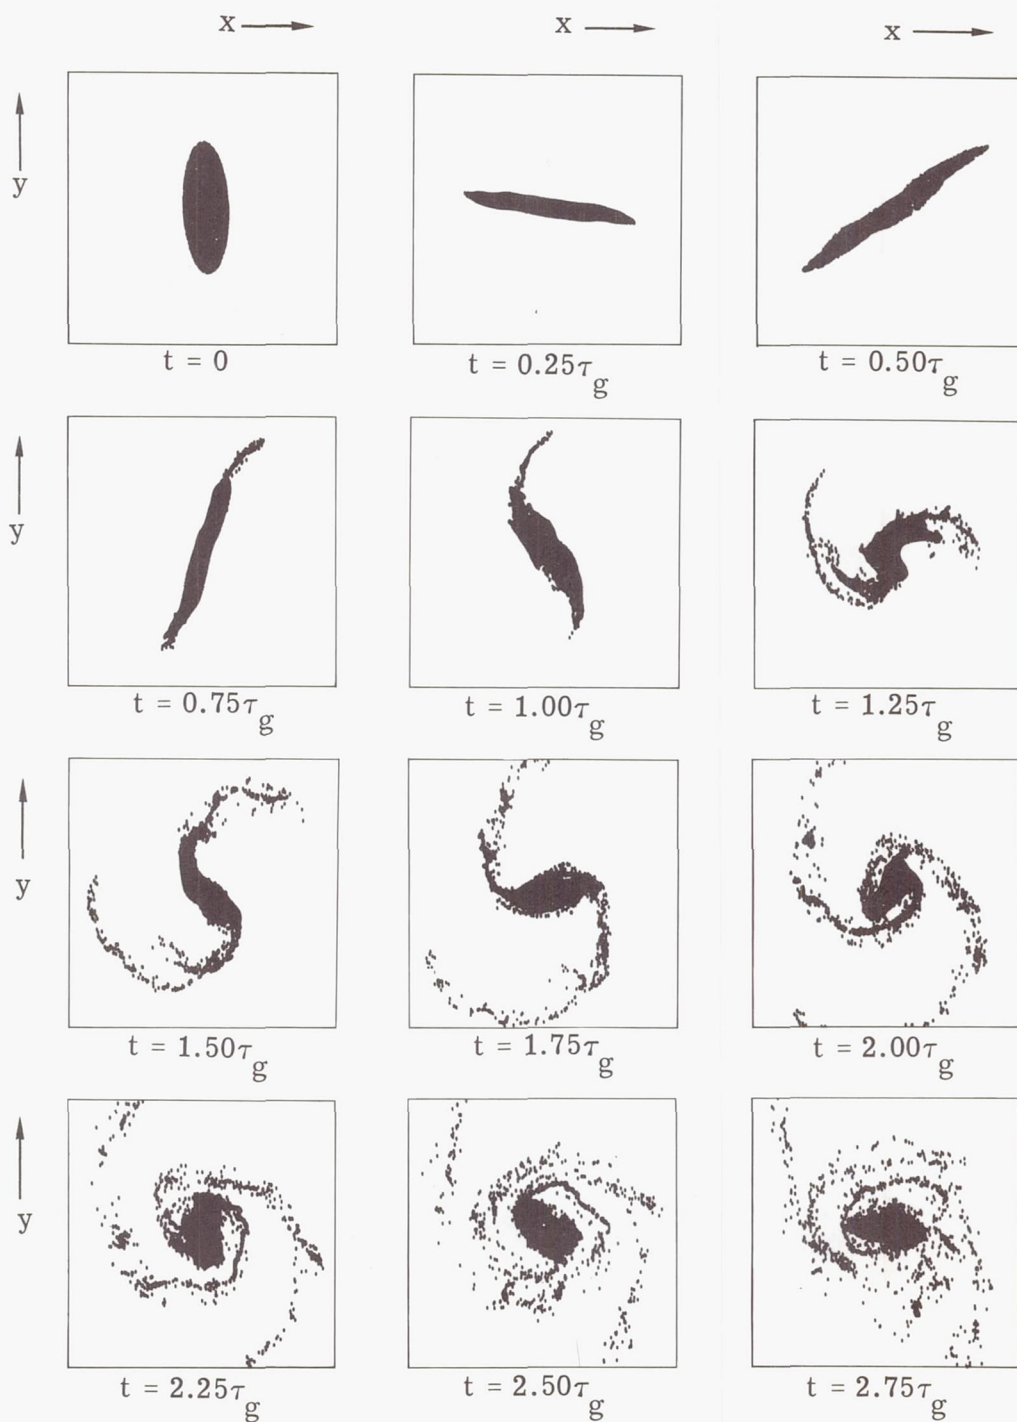 x x x
y
t = 0 t = 0.25τg t = 0.50τg
y
t = 0.75τg t = 1.00τg t = 1.25τg
y
t = 1.50τg t = 1.75τg t = 2.00τg
y
t = 2.25τg t = 2.50τg t = 2.75τg